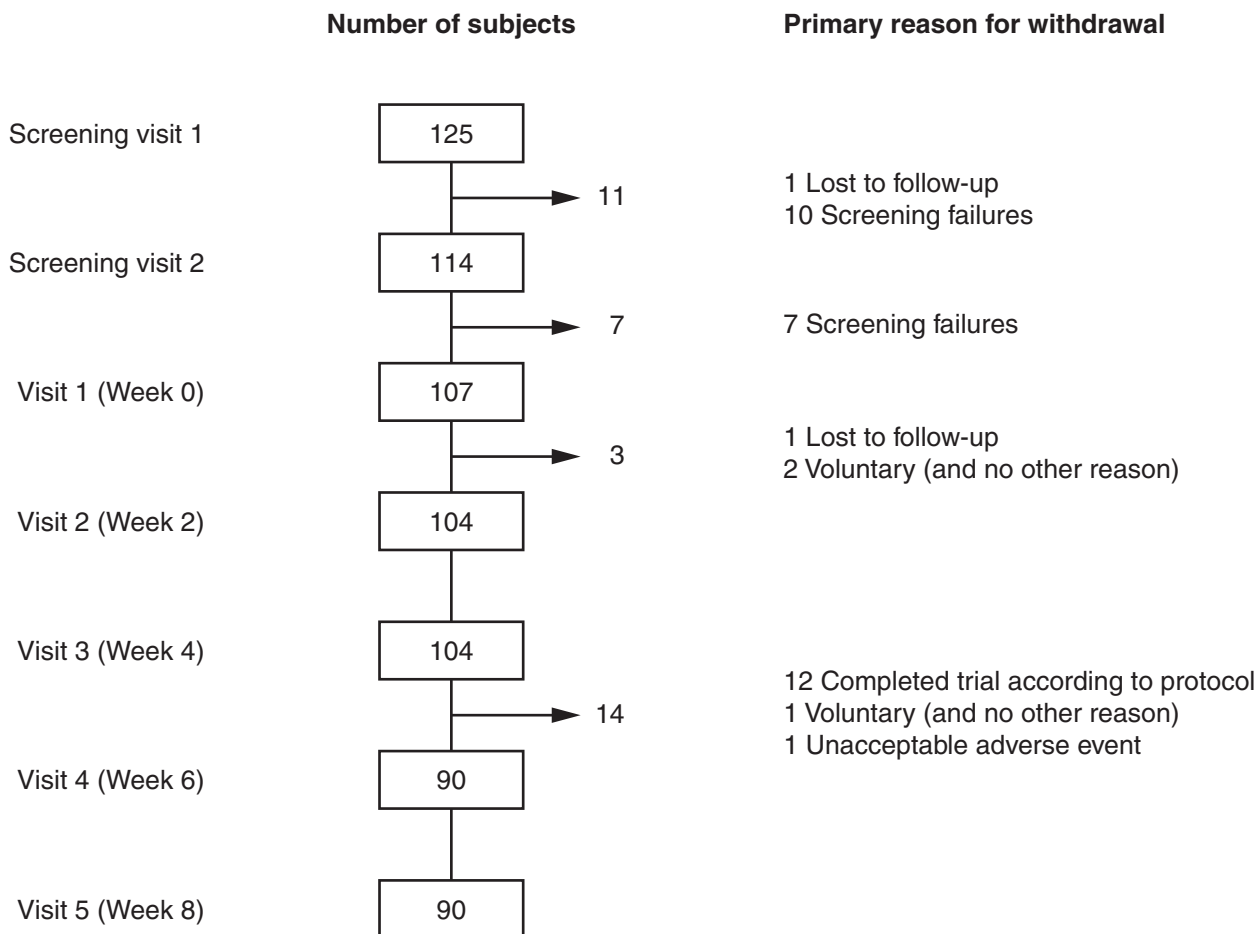 Number of subjects Primary reason for withdrawal
Screening visit 1 125
11 1 Lost to follow-up
10 Screening failures
Screening visit 2 114
7 7 Screening failures
Visit 1 (Week 0) 107
3 1 Lost to follow-up
2 Voluntary (and no other reason)
Visit 2 (Week 2) 104
Visit 3 (Week 4) 104
14 12 Completed trial according to protocol
1 Voluntary (and no other reason)
1 Unacceptable adverse event
Visit 4 (Week 6) 90
Visit 5 (Week 8) 90